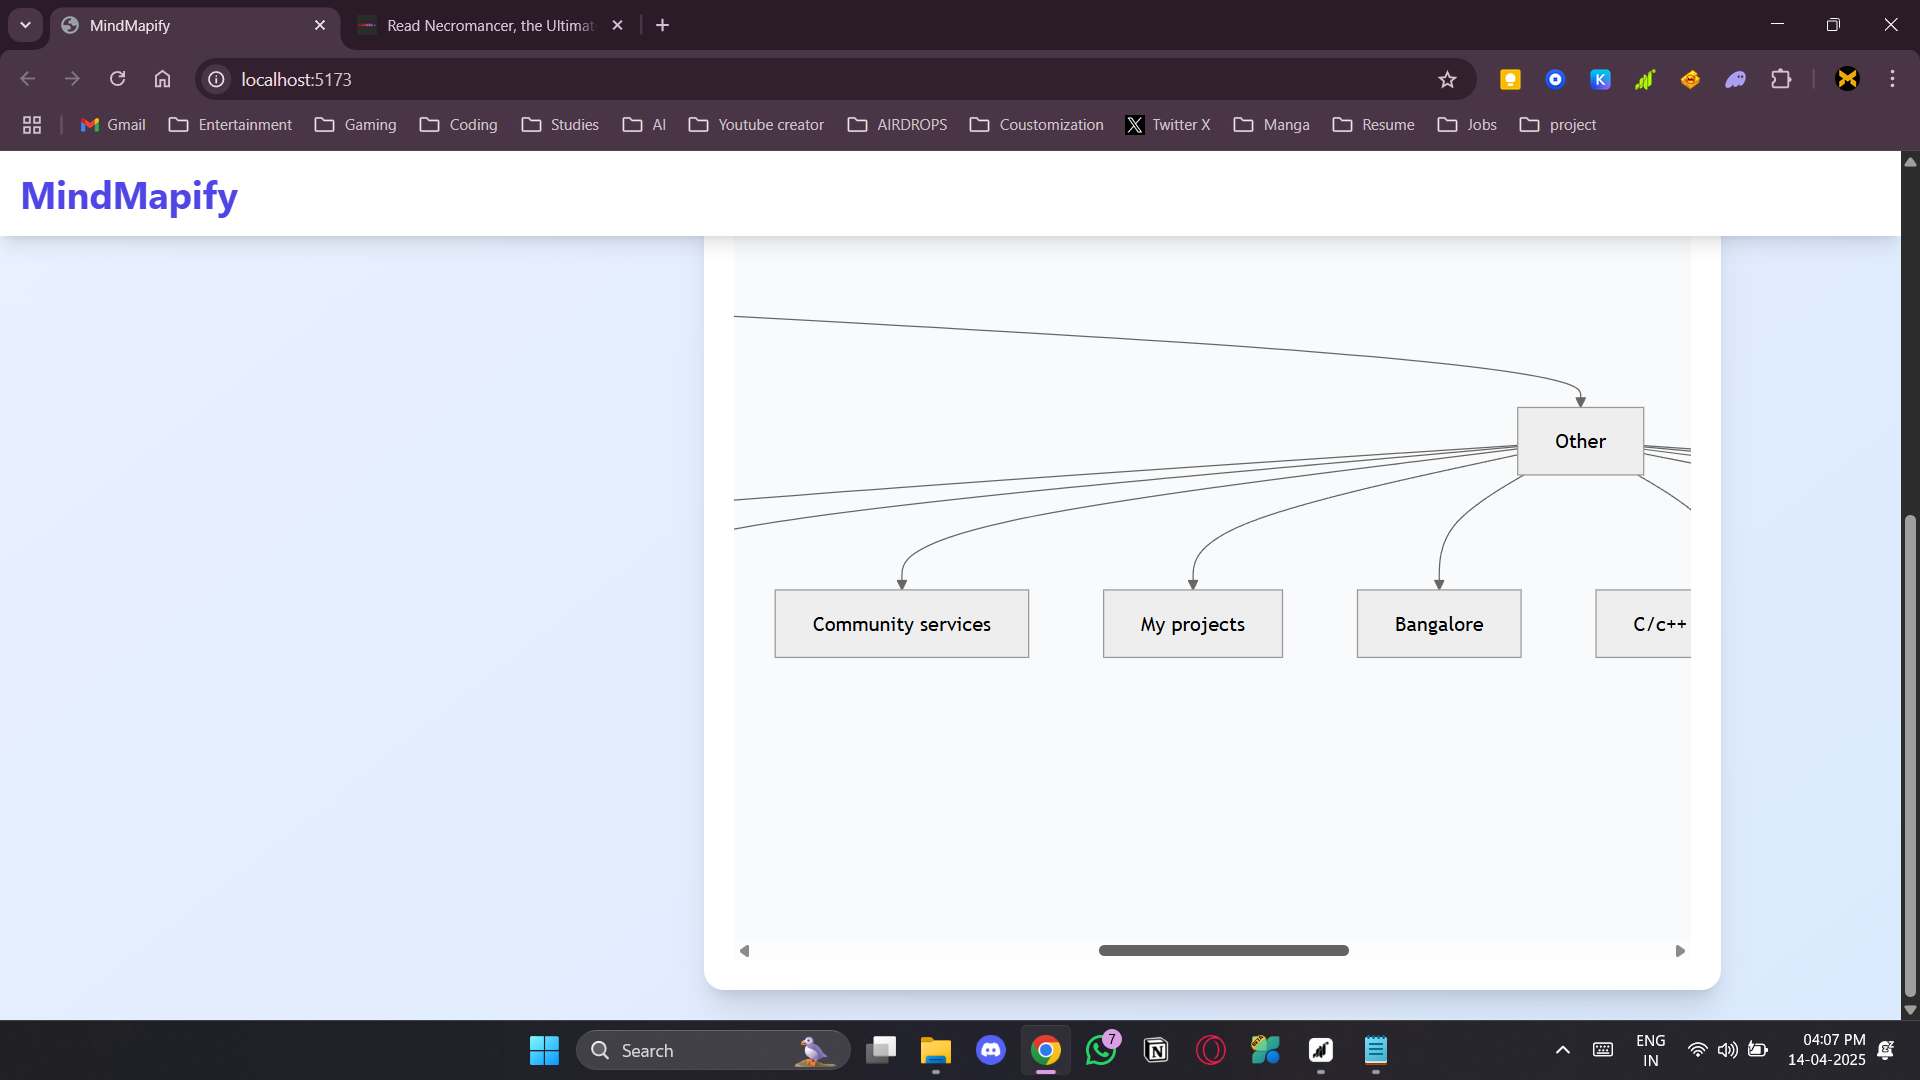 MindMapify
Read Necromancer, the Ultimat
localhost:5173
Gmail
Entertainment
Gaming
Coding
Studies
AI
Youtube creator
AIRDROPS
Coustomization
Twitter X
Manga
Resume
Jobs
project
MindMapify
Other
Community services
My projects
Bangalore
C/c++
Search
7
ENG
IN
04:07 PM
14-04-2025